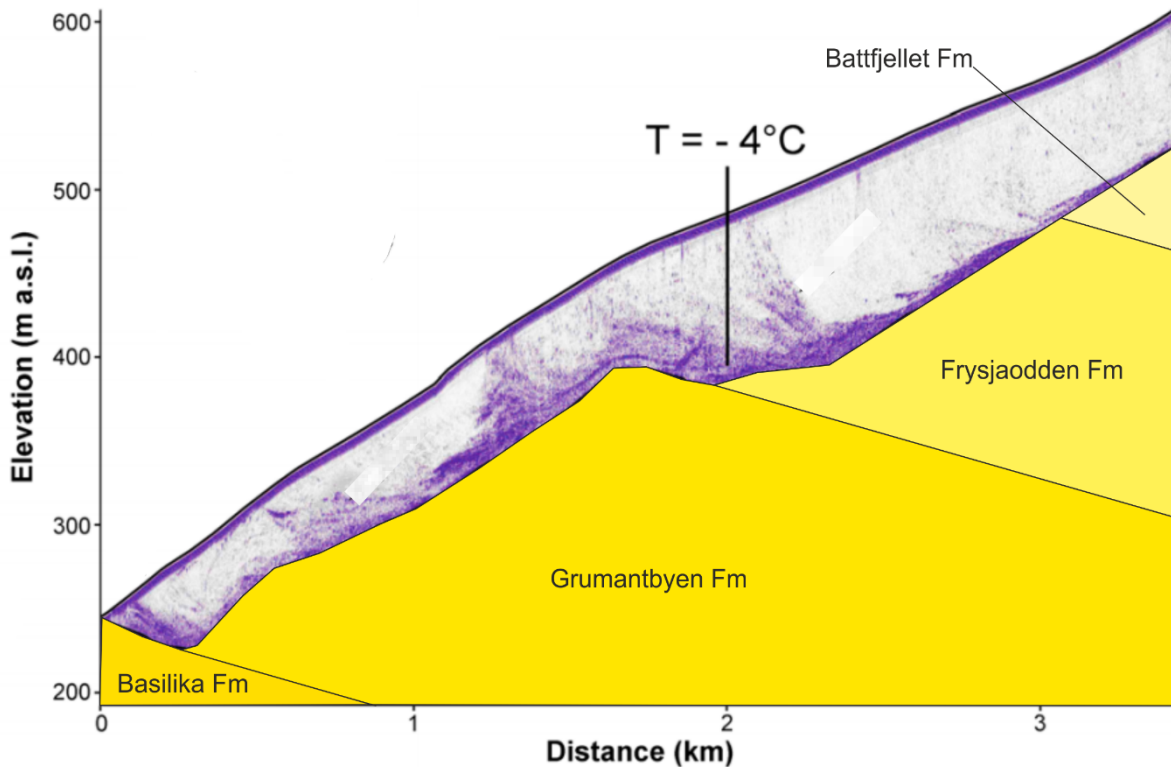 600
Battfjellet Fm
T = - 4°C
500
Elevation (m a.s.l.)
400
Frysjaodden Fm
300
Grumantbyen Fm
Basilika Fm
200
0
1
2
3
Distance (km)